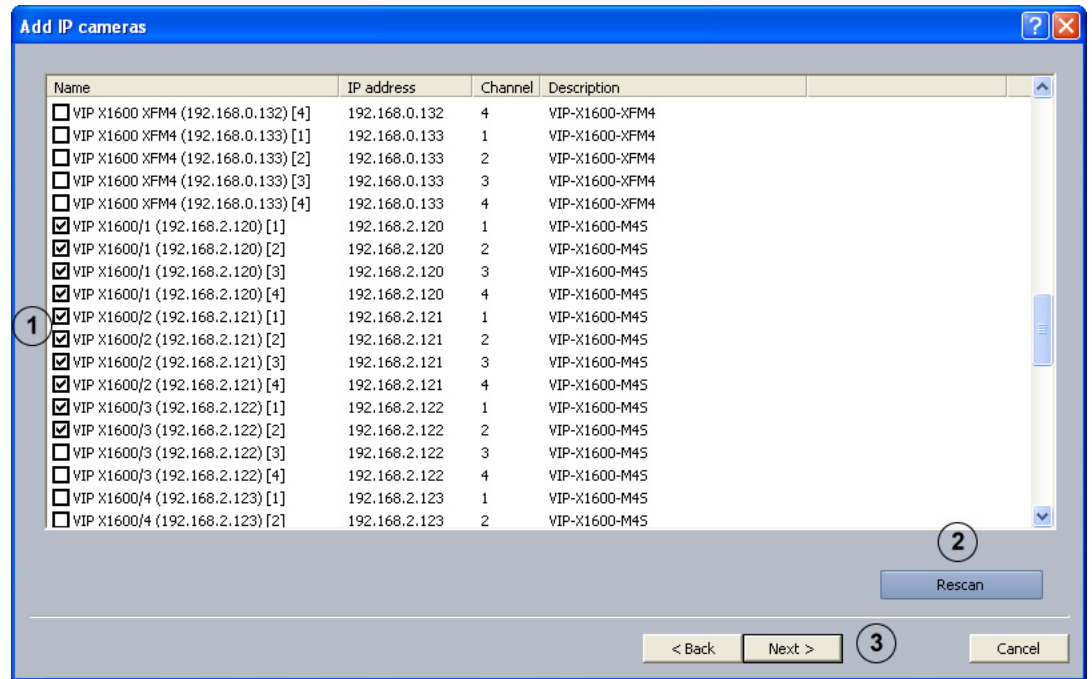 Add IP cameras
Name IP address Channel Description
VIP X1600 XFM4 (192.168.0.132) [4] 192.168.0.132 4 VIP-X1600-XFM4
VIP X1600 XFM4 (192.168.0.133) [1] 192.168.0.133 1 VIP-X1600-XFM4
VIP X1600 XFM4 (192.168.0.133) [2] 192.168.0.133 2 VIP-X1600-XFM4
VIP X1600 XFM4 (192.168.0.133) [3] 192.168.0.133 3 VIP-X1600-XFM4
VIP X1600 XFM4 (192.168.0.133) [4] 192.168.0.133 4 VIP-X1600-XFM4
VIP X1600/1 (192.168.2.120) [1] 192.168.2.120 1 VIP-X1600-M4S
VIP X1600/1 (192.168.2.120) [2] 192.168.2.120 2 VIP-X1600-M4S
VIP X1600/1 (192.168.2.120) [3] 192.168.2.120 3 VIP-X1600-M4S
VIP X1600/1 (192.168.2.120) [4] 192.168.2.120 4 VIP-X1600-M4S
1 VIP X1600/2 (192.168.2.121) [1] 192.168.2.121 1 VIP-X1600-M4S
VIP X1600/2 (192.168.2.121) [2] 192.168.2.121 2 VIP-X1600-M4S
VIP X1600/2 (192.168.2.121) [3] 192.168.2.121 3 VIP-X1600-M4S
VIP X1600/2 (192.168.2.121) [4] 192.168.2.121 4 VIP-X1600-M4S
VIP X1600/3 (192.168.2.122) [1] 192.168.2.122 1 VIP-X1600-M4S
VIP X1600/3 (192.168.2.122) [2] 192.168.2.122 2 VIP-X1600-M4S
VIP X1600/3 (192.168.2.122) [3] 192.168.2.122 3 VIP-X1600-M4S
VIP X1600/3 (192.168.2.122) [4] 192.168.2.122 4 VIP-X1600-M4S
VIP X1600/4 (192.168.2.123) [1] 192.168.2.123 1 VIP-X1600-M4S
VIP X1600/4 (192.168.2.123) [2] 192.168.2.123 2 VIP-X1600-M4S
2
Rescan
< Back Next > 3 Cancel